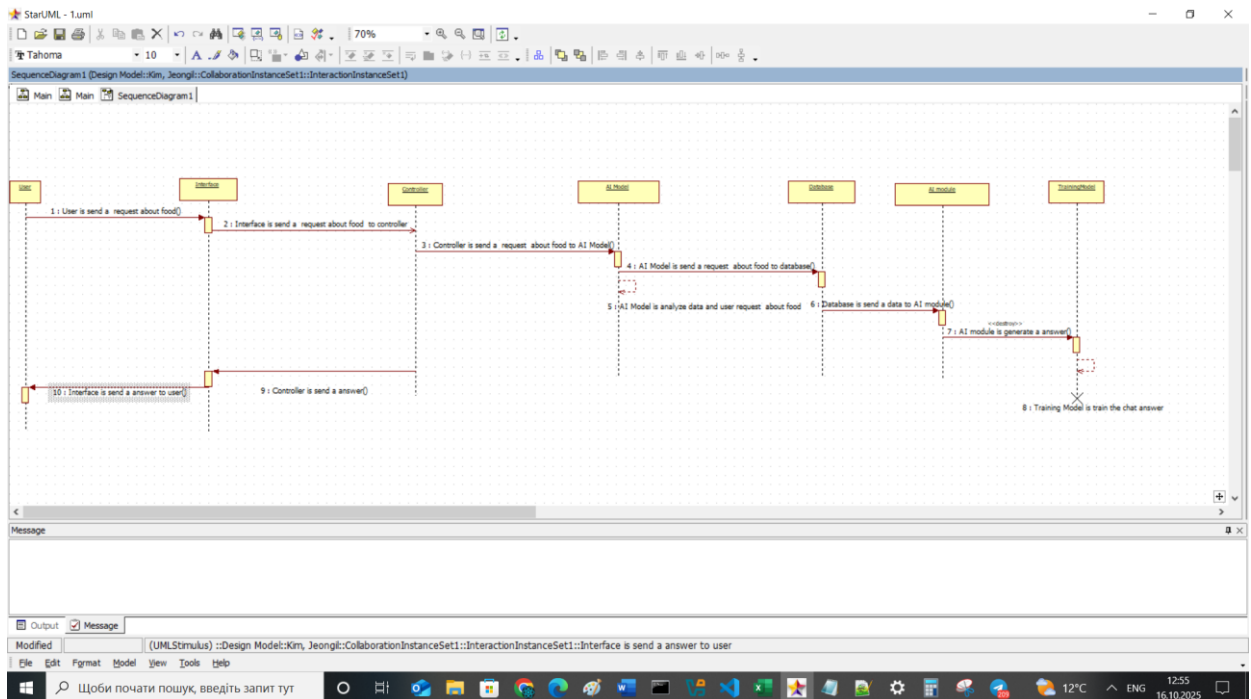 StarUML - 1.uml
70%
Tahoma 10
SequenceDiagram1 (Design Model::Kim, Jeongil::CollaborationInstanceSet1::InteractionInstanceSet1)
Main Main SequenceDiagram1
User Interface Controller AI Model Database AI module TrainingModel
1 : User is send a request about food()
2 : Interface is send a request about food to controller
3 : Controller is send a request about food to AI Model()
4 : AI Model is send a request about food to database()
5 : AI Model is analyze data and user request about food
6 : Database is send a data to AI module()
<<destroy>>
7 : AI module is generate a answer()
8 : Training Model is train the chat answer
9 : Controller is send a answer()
10 : Interface is send a answer to user()
Message
Output Message
Modified (UMLStimulus) ::Design Model::Kim, Jeongil::CollaborationInstanceSet1::InteractionInstanceSet1::Interface is send a answer to user
File Edit Format Model View Tools Help
Щоби почати пошук, введіть запит тут
12°C ENG
12:55
16.10.2025